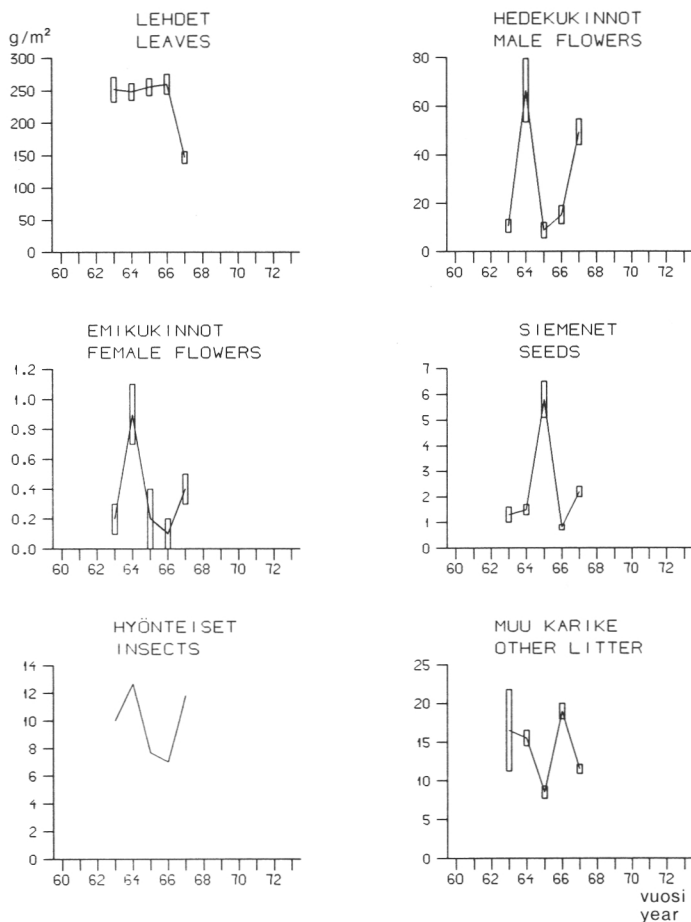 LEHDET
LEAVES
g/m²
300
250
200
150
100
50
0
60 62 64 66 68 70 72
HEDEKUKINNOT
MALE FLOWERS
80
60
40
20
0
60 62 64 66 68 70 72
EMIKUKINNOT
FEMALE FLOWERS
1.2
1.0
0.8
0.6
0.4
0.2
0.0
60 62 64 66 68 70 72
SIEMENET
SEEDS
7
6
5
4
3
2
1
0
60 62 64 66 68 70 72
HYÖNTEISET
INSECTS
14
12
10
8
6
4
2
0
60 62 64 66 68 70 72
MUU KARIKE
OTHER LITTER
25
20
15
10
5
0
60 62 64 66 68 70 72
vuosi
year